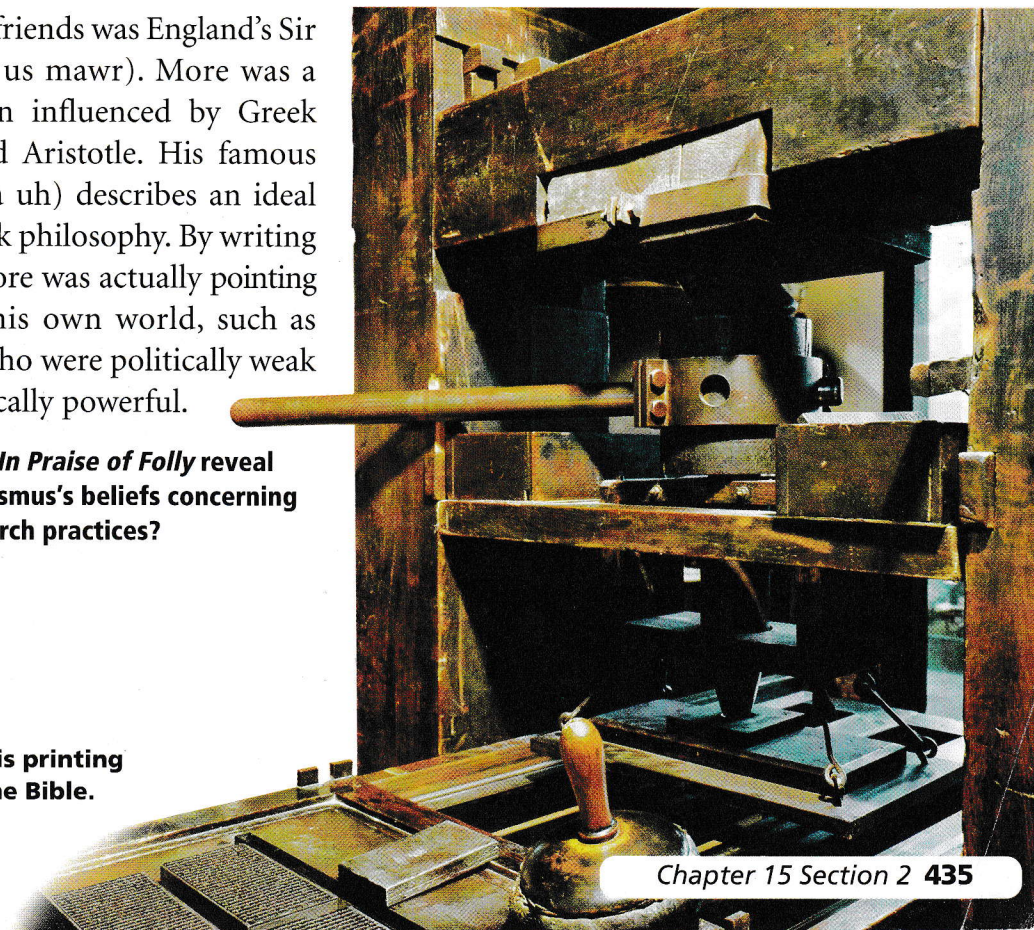 friends was England's Sir
us mawr). More was a
n influenced by Greek
d Aristotle. His famous
uh) describes an ideal
k philosophy. By writing
ore was actually pointing
his own world, such as
ho were politically weak
cally powerful.
In Praise of Folly reveal
smus's beliefs concerning
rch practices?
is printing
e Bible.
Chapter 15 Section 2 435